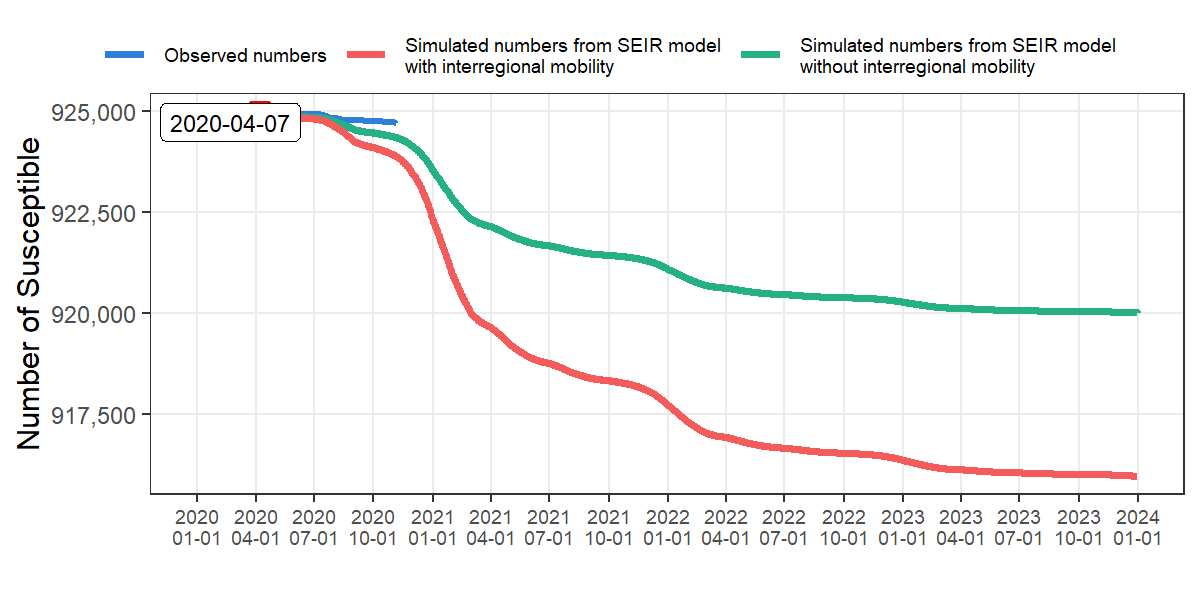 Observed numbers
Simulated numbers from SEIR model
with interregional mobility
Simulated numbers from SEIR model
without interregional mobility
Number of Susceptible
925,000
922,500
920,000
917,500
2020-04-07
2020 2020 2020 2020 2021 2021 2021 2021 2022 2022 2022 2022 2023 2023 2023 2023 2024
01-01 04-01 07-01 10-01 01-01 04-01 07-01 10-01 01-01 04-01 07-01 10-01 01-01 04-01 07-01 10-01 01-01